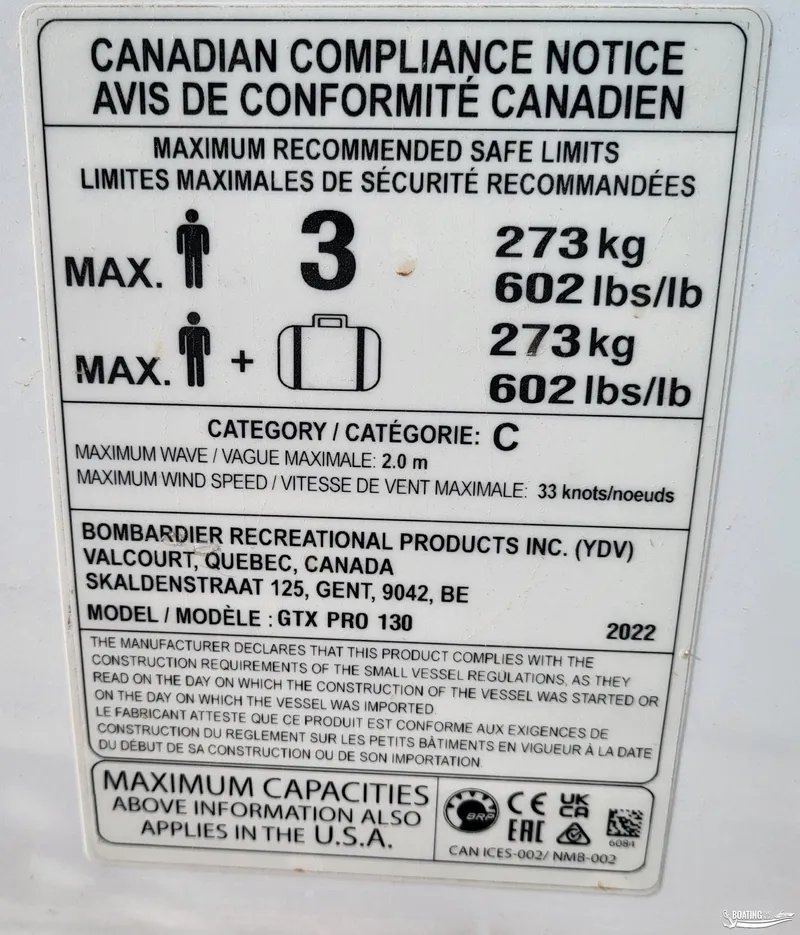 CANADIAN COMPLIANCE NOTICE
AVIS DE CONFORMITÉ CANADIEN
MAXIMUM RECOMMENDED SAFE LIMITS
LIMITES MAXIMALES DE SÉCURITÉ RECOMMANDÉES
MAX. 3 273 kg
602 lbs/lb
MAX. + 273 kg
602 lbs/lb
CATEGORY / CATÉGORIE: C
MAXIMUM WAVE / VAGUE MAXIMALE: 2.0 m
MAXIMUM WIND SPEED / VITESSE DE VENT MAXIMALE: 33 knots/noeuds
BOMBARDIER RECREATIONAL PRODUCTS INC. (YDV)
VALCOURT, QUEBEC, CANADA
SKALDENSTRAAT 125, GENT, 9042, BE
MODEL / MODÈLE : GTX PRO 130 2022
THE MANUFACTURER DECLARES THAT THIS PRODUCT COMPLIES WITH THE
CONSTRUCTION REQUIREMENTS OF THE SMALL VESSEL REGULATIONS, AS THEY
READ ON THE DAY ON WHICH THE CONSTRUCTION OF THE VESSEL WAS STARTED OR
ON THE DAY ON WHICH THE VESSEL WAS IMPORTED.
LE FABRICANT ATTESTE QUE CE PRODUIT EST CONFORME AUX EXIGENCES DE
CONSTRUCTION DU REGLEMENT SUR LES PETITS BÂTIMENTS EN VIGUEUR À LA DATE
DU DÉBUT DE SA CONSTRUCTION OU DE SON IMPORTATION.
MAXIMUM CAPACITIES
ABOVE INFORMATION ALSO
APPLIES IN THE U.S.A.
BRP CE UK
CA
EAC
6084
CAN ICES-002/ NMB-002
BOATING